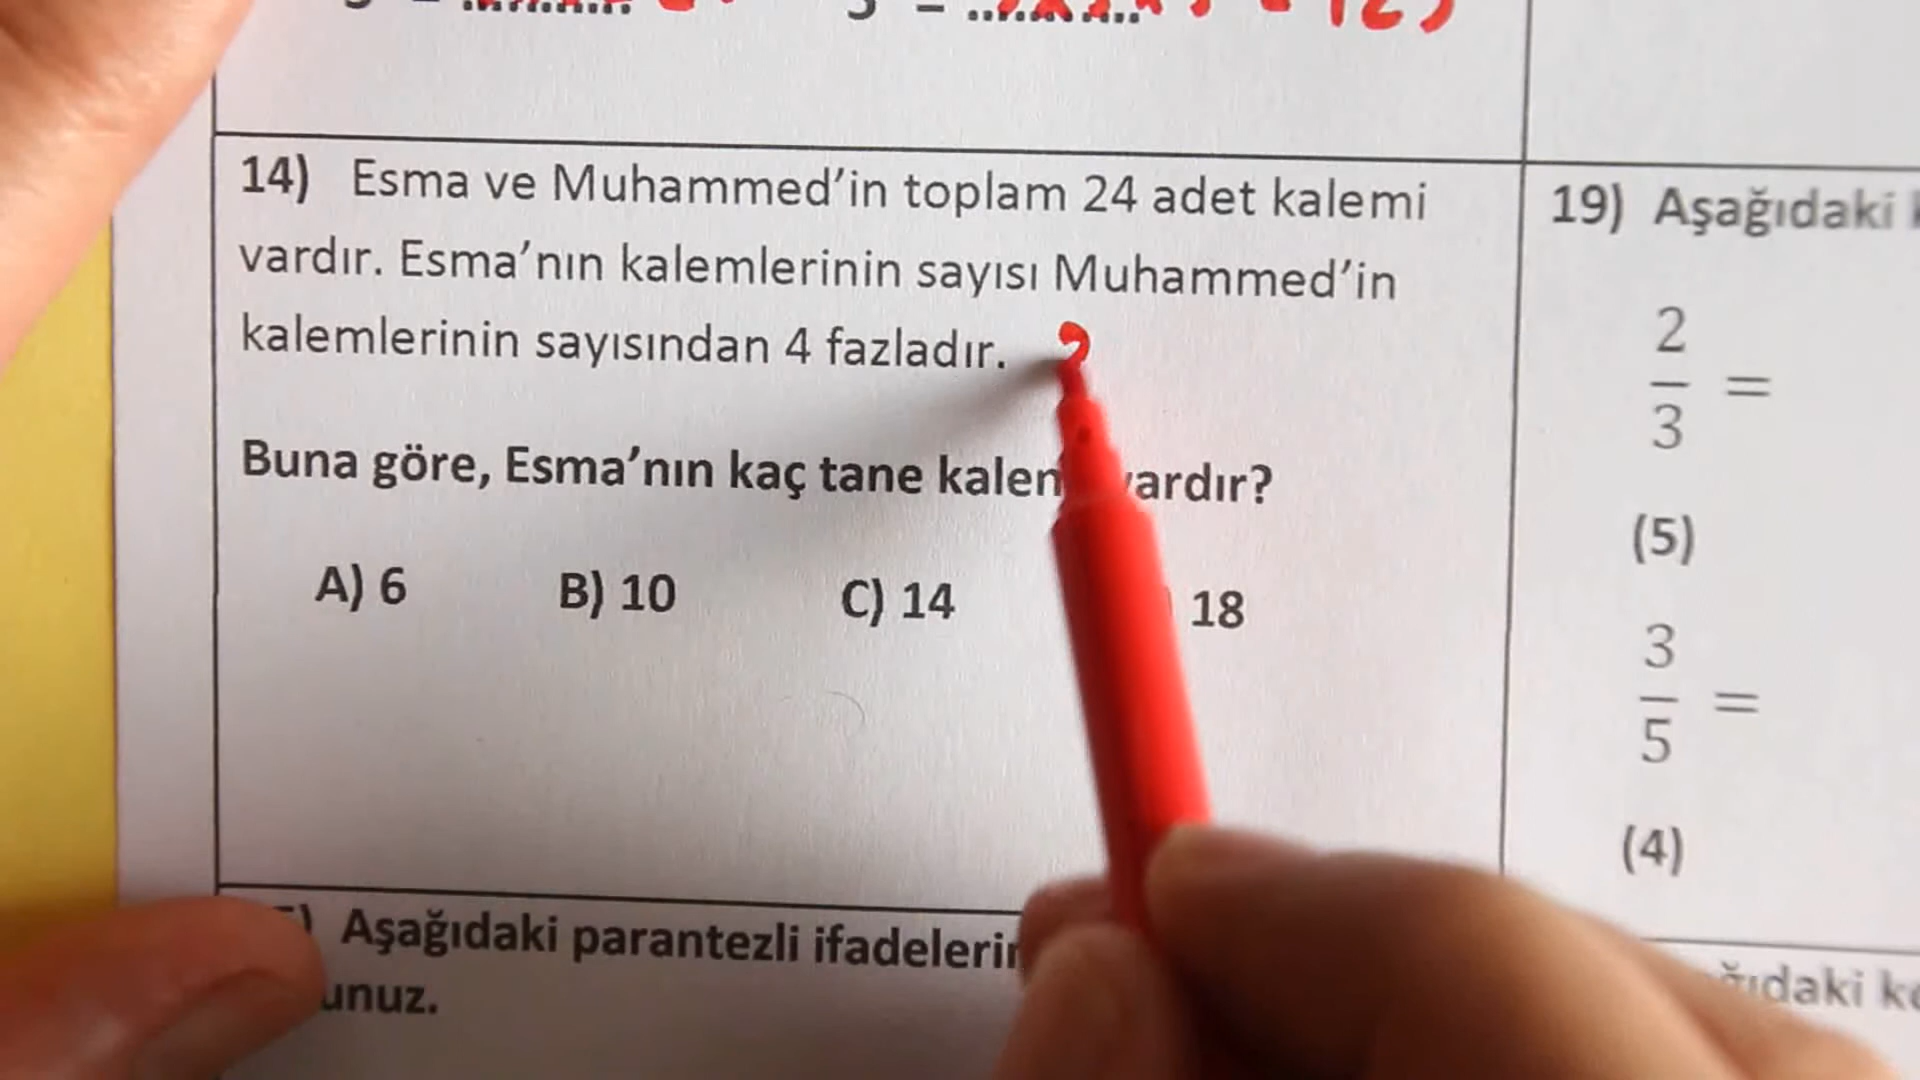 14) Esma ve Muhammed’in toplam 24 adet kalemi
vardır. Esma’nın kalemlerinin sayısı Muhammed’in
kalemlerinin sayısından 4 fazladır.
Buna göre, Esma’nın kaç tane
A) 6 B) 10 C) 14 18
Aşağıdaki parantezli
19) Aşağıdaki
2
3
=
(5)
3
5
=
(4)